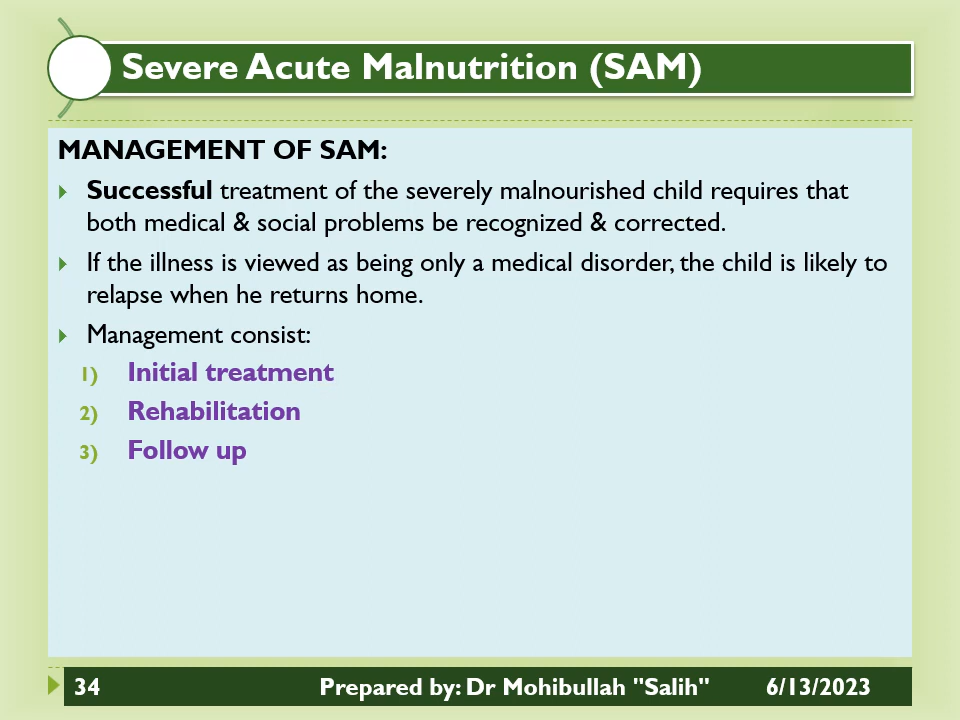 Severe Acute Malnutrition (SAM)
MANAGEMENT OF SAM:
Successful treatment of the severely malnourished child requires that
both medical & social problems be recognized & corrected.
If the illness is viewed as being only a medical disorder, the child is likely to
relapse when he returns home.
Management consist:
1) Initial treatment
2) Rehabilitation
3) Follow up
34 Prepared by: Dr Mohibullah "Salih" 6/13/2023